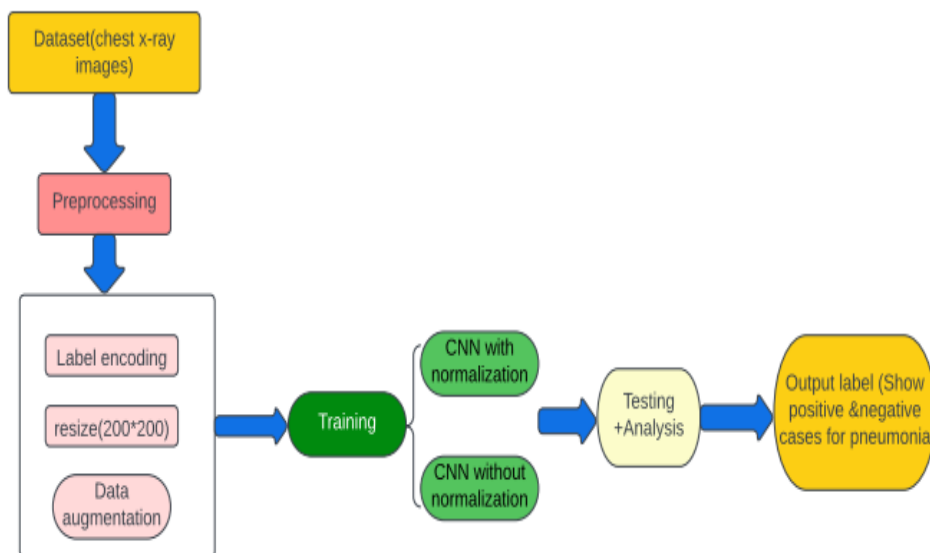 Dataset(chest x-ray
images)
Preprocessing
Label encoding
resize(200*200)
Data
augmentation
Training
CNN with
normalization
CNN without
normalization
Testing
+Analysis
Output label (Show
positive &negative
cases for pneumonia